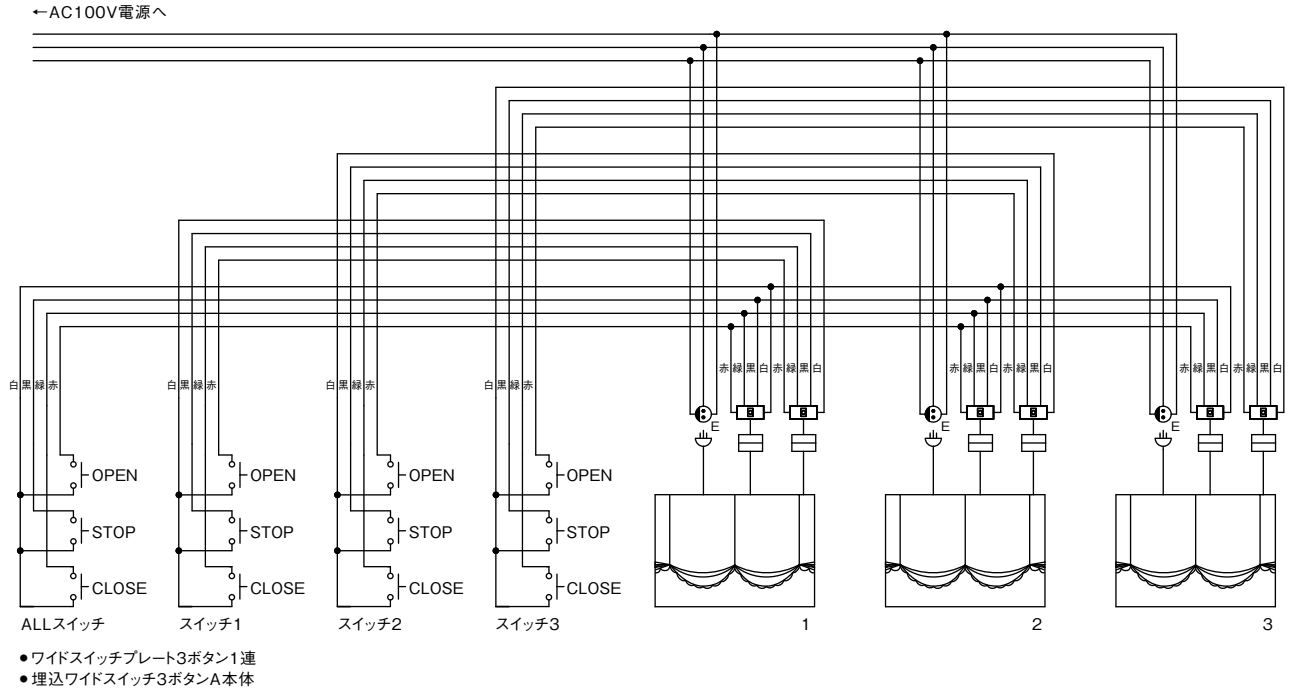 ←AC100V電源へ
赤緑黒白 赤緑黒白 赤緑黒白 赤緑黒白 赤緑黒白 赤緑黒白
白黒緑赤 白黒緑赤 白黒緑赤 白黒緑赤
E E E
OPEN OPEN OPEN OPEN
STOP STOP STOP STOP
CLOSE CLOSE CLOSE CLOSE
ALLスイッチ スイッチ1 スイッチ2 スイッチ3 1 2 3
●ワイドスイッチプレート3ボタン1連
●埋込ワイドスイッチ3ボタンA本体